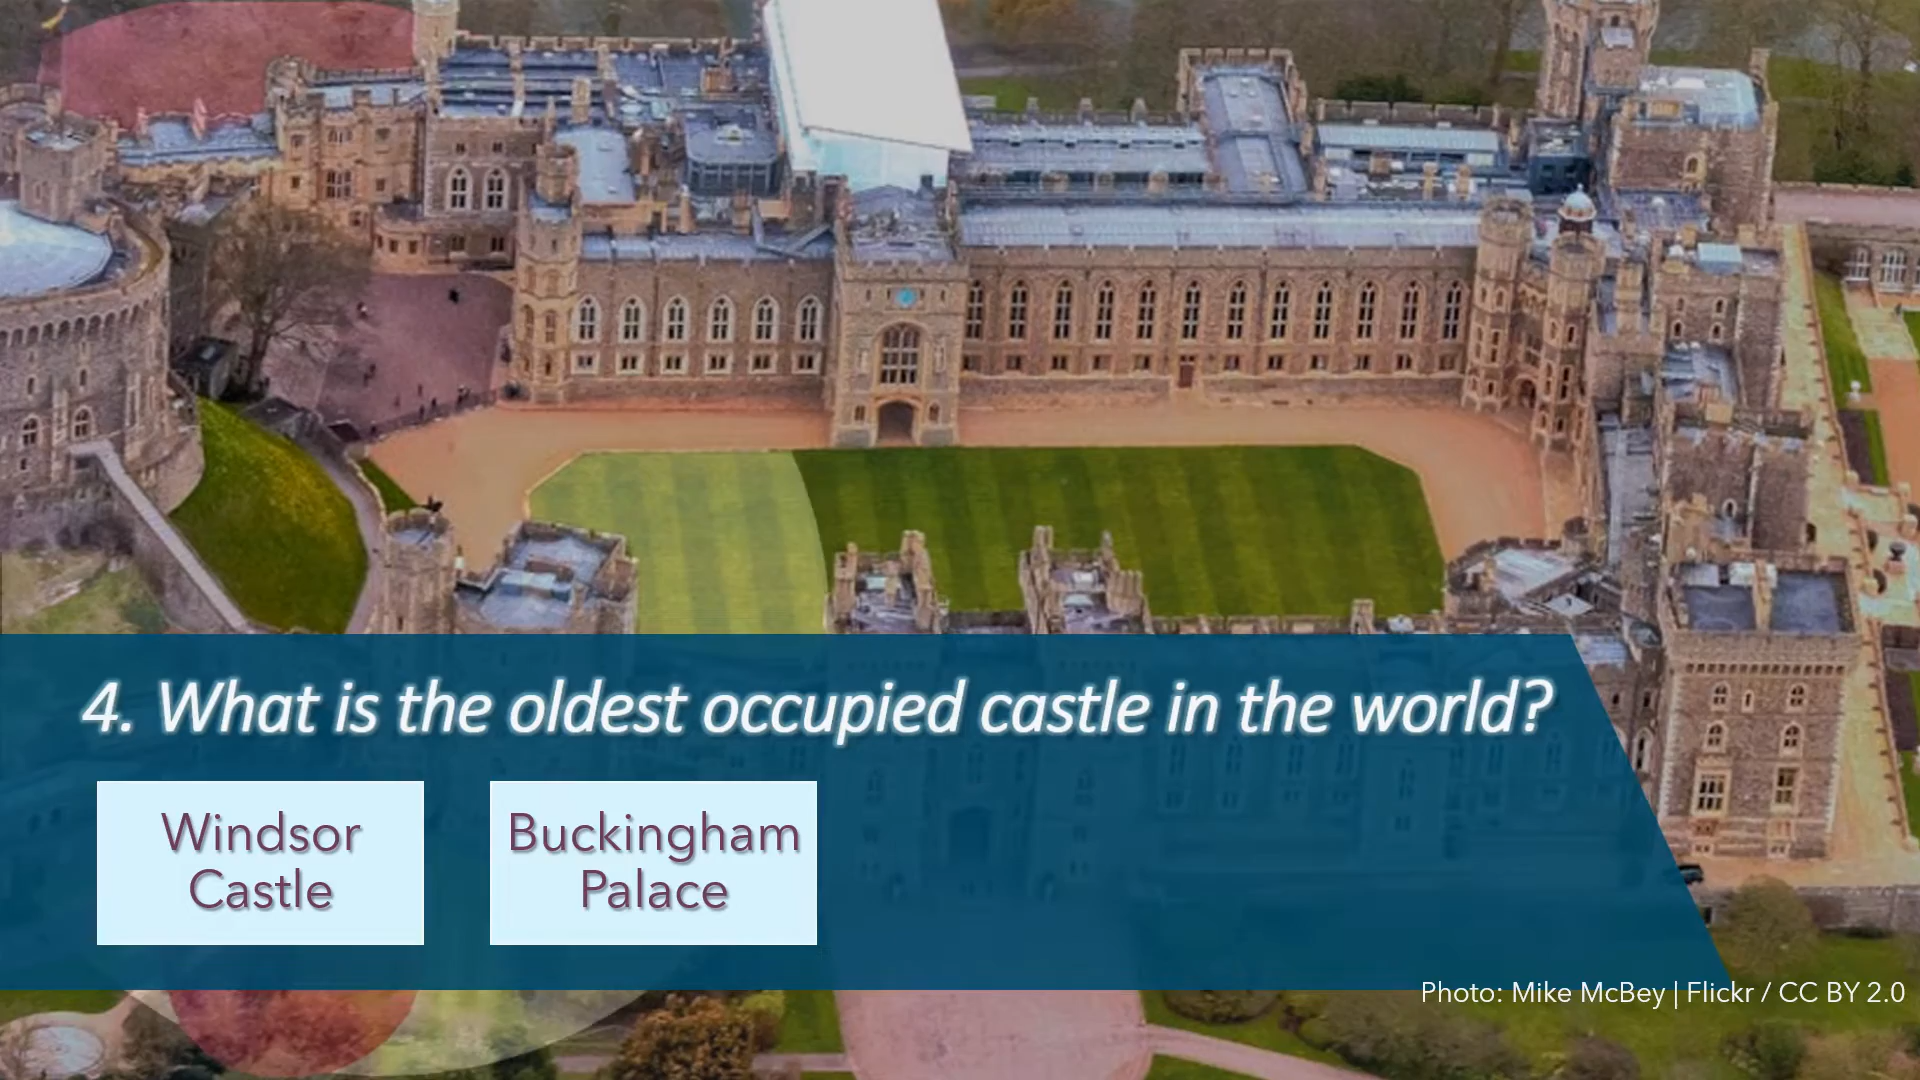 4. What is the oldest occupied castle in the world?
Windsor
Castle
Buckingham
Palace
Photo: Mike McBey | Flickr / CC BY 2.0